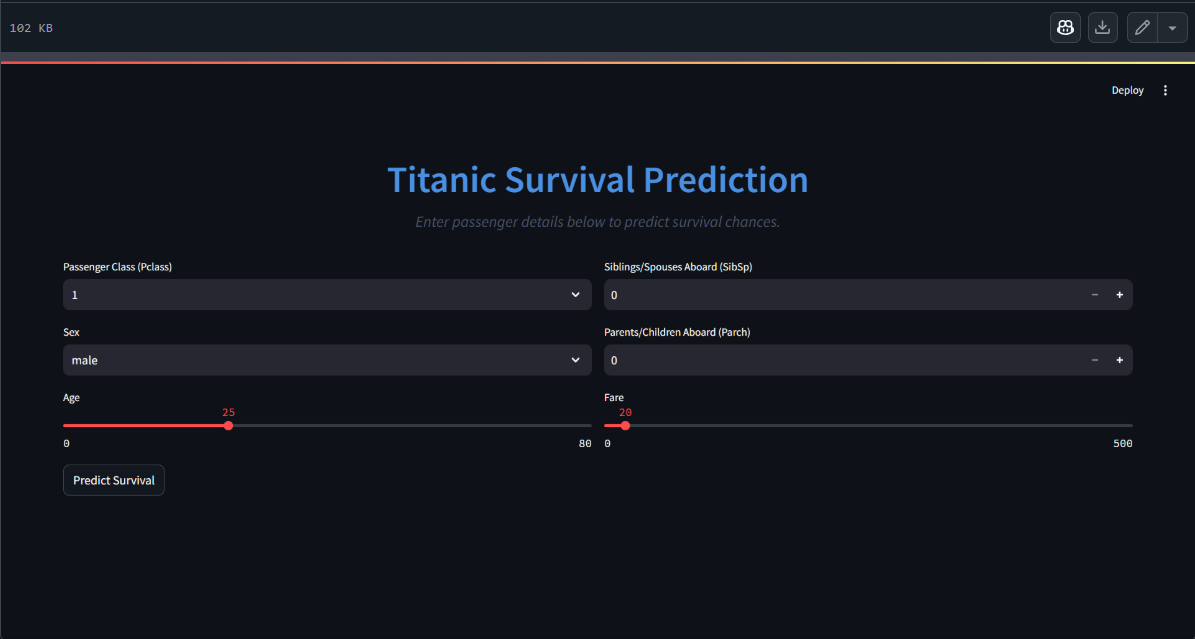 102 KB
Deploy
Titanic Survival Prediction
Enter passenger details below to predict survival chances.
Passenger Class (Pclass)
1
Sex
male
Age
25
0 80
Predict Survival
Siblings/Spouses Aboard (SibSp)
0
Parents/Children Aboard (Parch)
0
Fare
20
0 500